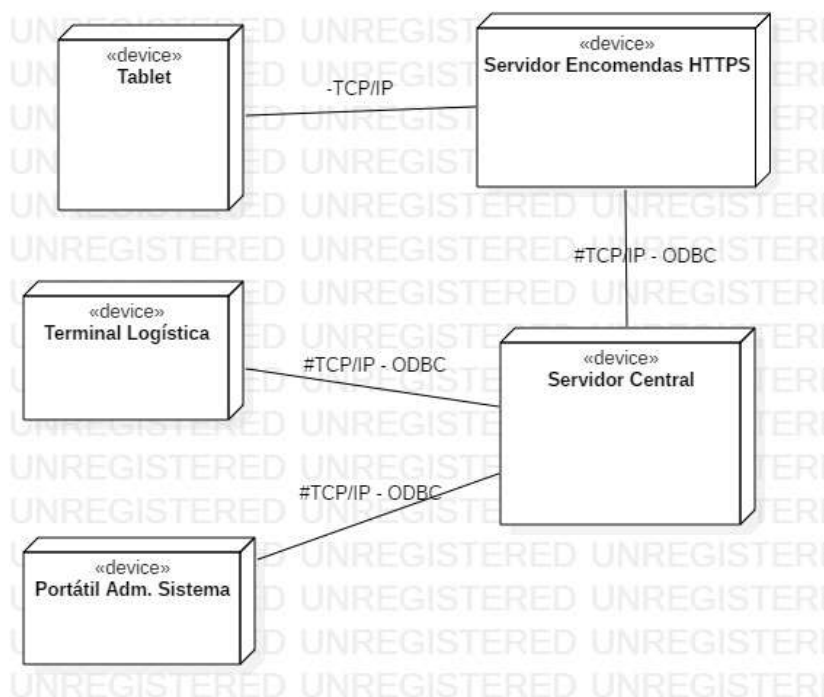 «device»
Tablet
-TCP/IP
«device»
Servidor Encomendas HTTPS
#TCP/IP - ODBC
«device»
Terminal Logística
#TCP/IP - ODBC
«device»
Servidor Central
#TCP/IP - ODBC
«device»
Portátil Adm. Sistema
UNREGISTERED